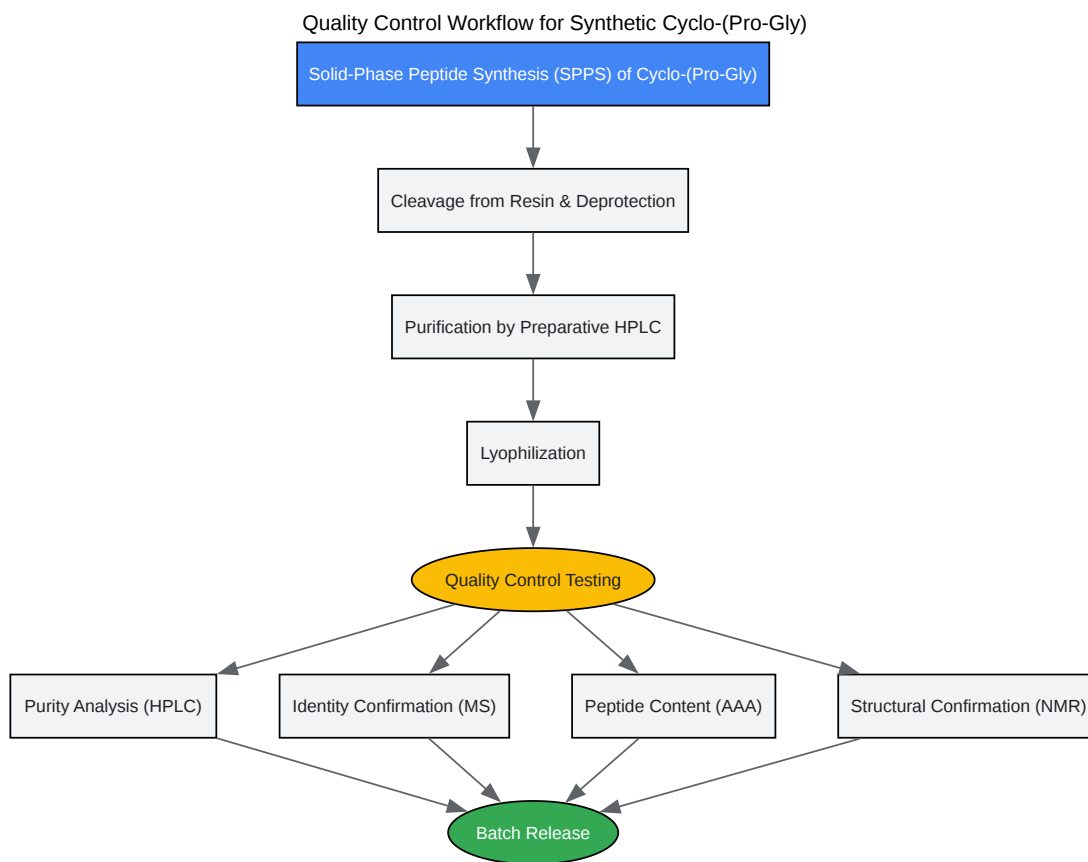 Quality Control Workflow for Synthetic Cyclo-(Pro-Gly)
Solid-Phase Peptide Synthesis (SPPS) of Cyclo-(Pro-Gly)
Cleavage from Resin & Deprotection
Purification by Preparative HPLC
Lyophilization
Quality Control Testing
Purity Analysis (HPLC)
Identity Confirmation (MS)
Peptide Content (AAA)
Structural Confirmation (NMR)
Batch Release